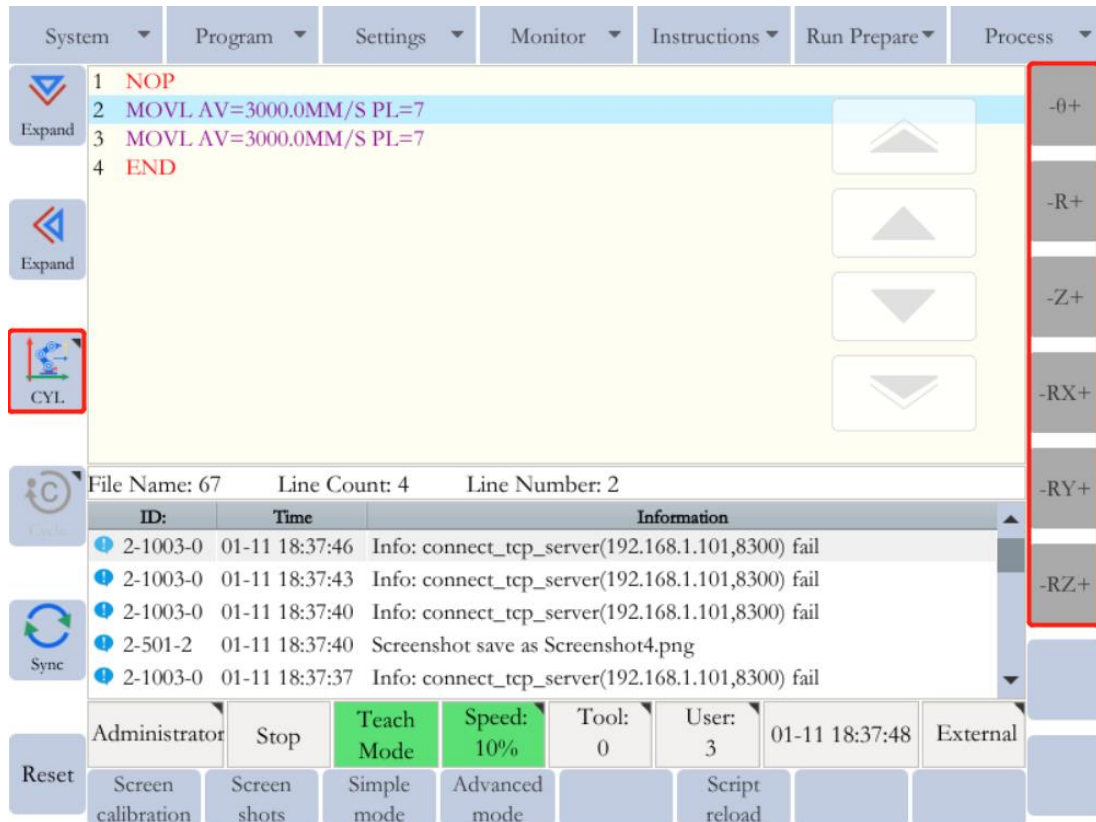 System Program Settings Monitor Instructions Run Prepare Process
Expand
1 NOP
2 MOVL AV=3000.0MM/S PL=7
3 MOVL AV=3000.0MM/S PL=7
4 END
Expand
CYL
Cycle
Sync
Reset
-θ+
-R+
-Z+
-RX+
-RY+
-RZ+
File Name: 67 Line Count: 4 Line Number: 2
ID: Time Information
2-1003-0 01-11 18:37:46 Info: connect_tcp_server(192.168.1.101,8300) fail
2-1003-0 01-11 18:37:43 Info: connect_tcp_server(192.168.1.101,8300) fail
2-1003-0 01-11 18:37:40 Info: connect_tcp_server(192.168.1.101,8300) fail
2-501-2 01-11 18:37:40 Screenshot save as Screenshot4.png
2-1003-0 01-11 18:37:37 Info: connect_tcp_server(192.168.1.101,8300) fail
Administrator
Stop
Teach
Mode
Speed:
10%
Tool:
0
User:
3
01-11 18:37:48
External
Screen
calibration
Screen
shots
Simple
mode
Advanced
mode
Script
reload